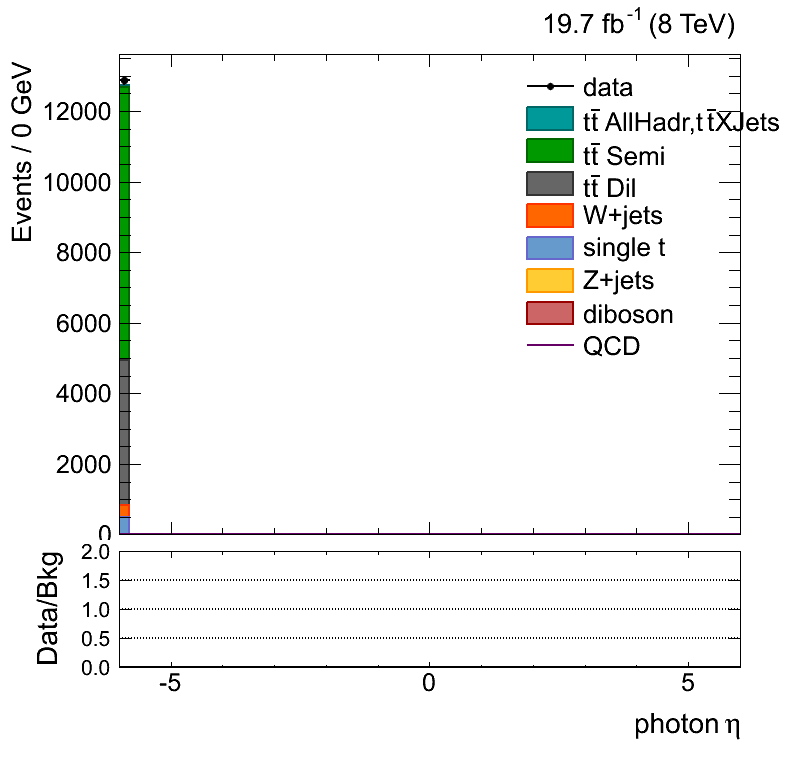 19.7 fb⁻¹ (8 TeV)
Events / 0 GeV
12000
10000
8000
6000
4000
2000
0
data
tt̄ AllHadr,tt̄XJets
tt̄ Semi
tt̄ Dil
W+jets
single t
Z+jets
diboson
QCD
Data/Bkg
2.0
1.5
1.0
0.5
0.0
-5 0 5
photon η